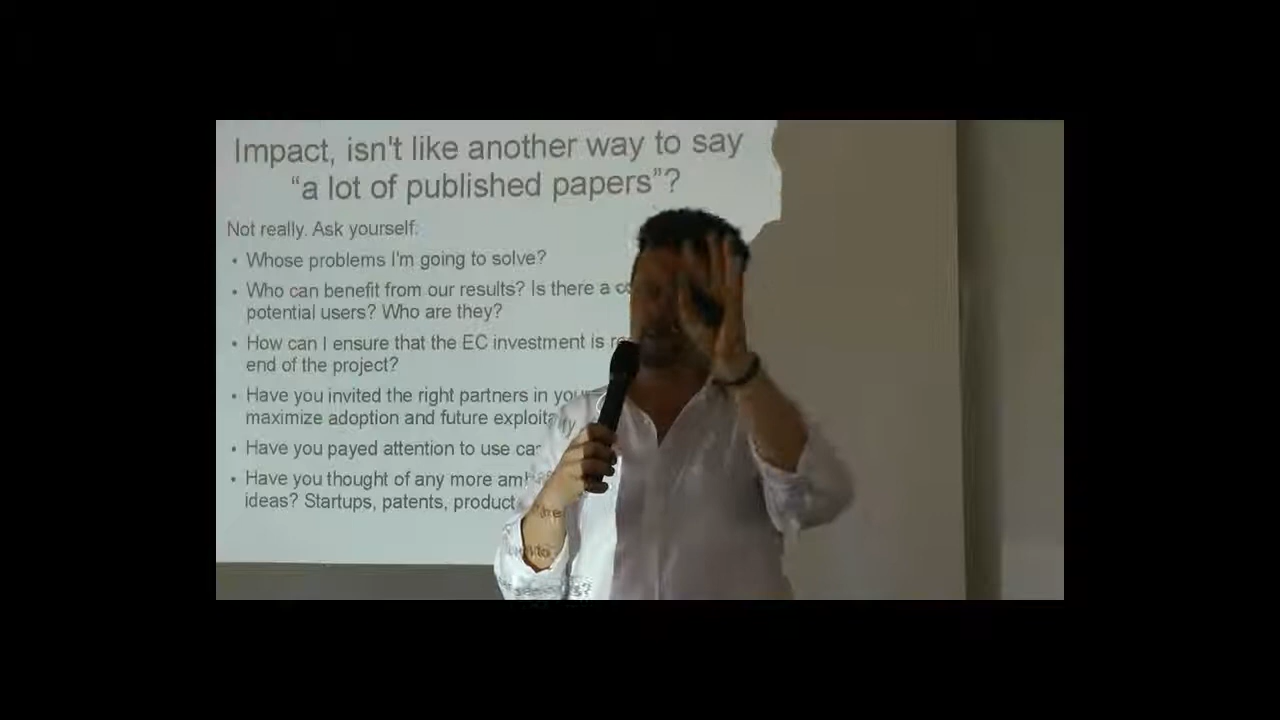 Impact, isn't like another way to say
“a lot of published papers”?
Not really. Ask yourself:
• Whose problems I'm going to solve?
• Who can benefit from our results? Is there a
potential users? Who are they?
• How can I ensure that the EC investment is
end of the project?
• Have you invited the right partners in
maximize adoption and future
• Have you payed attention to use
• Have you thought of any more
ideas? Startups, patents, product